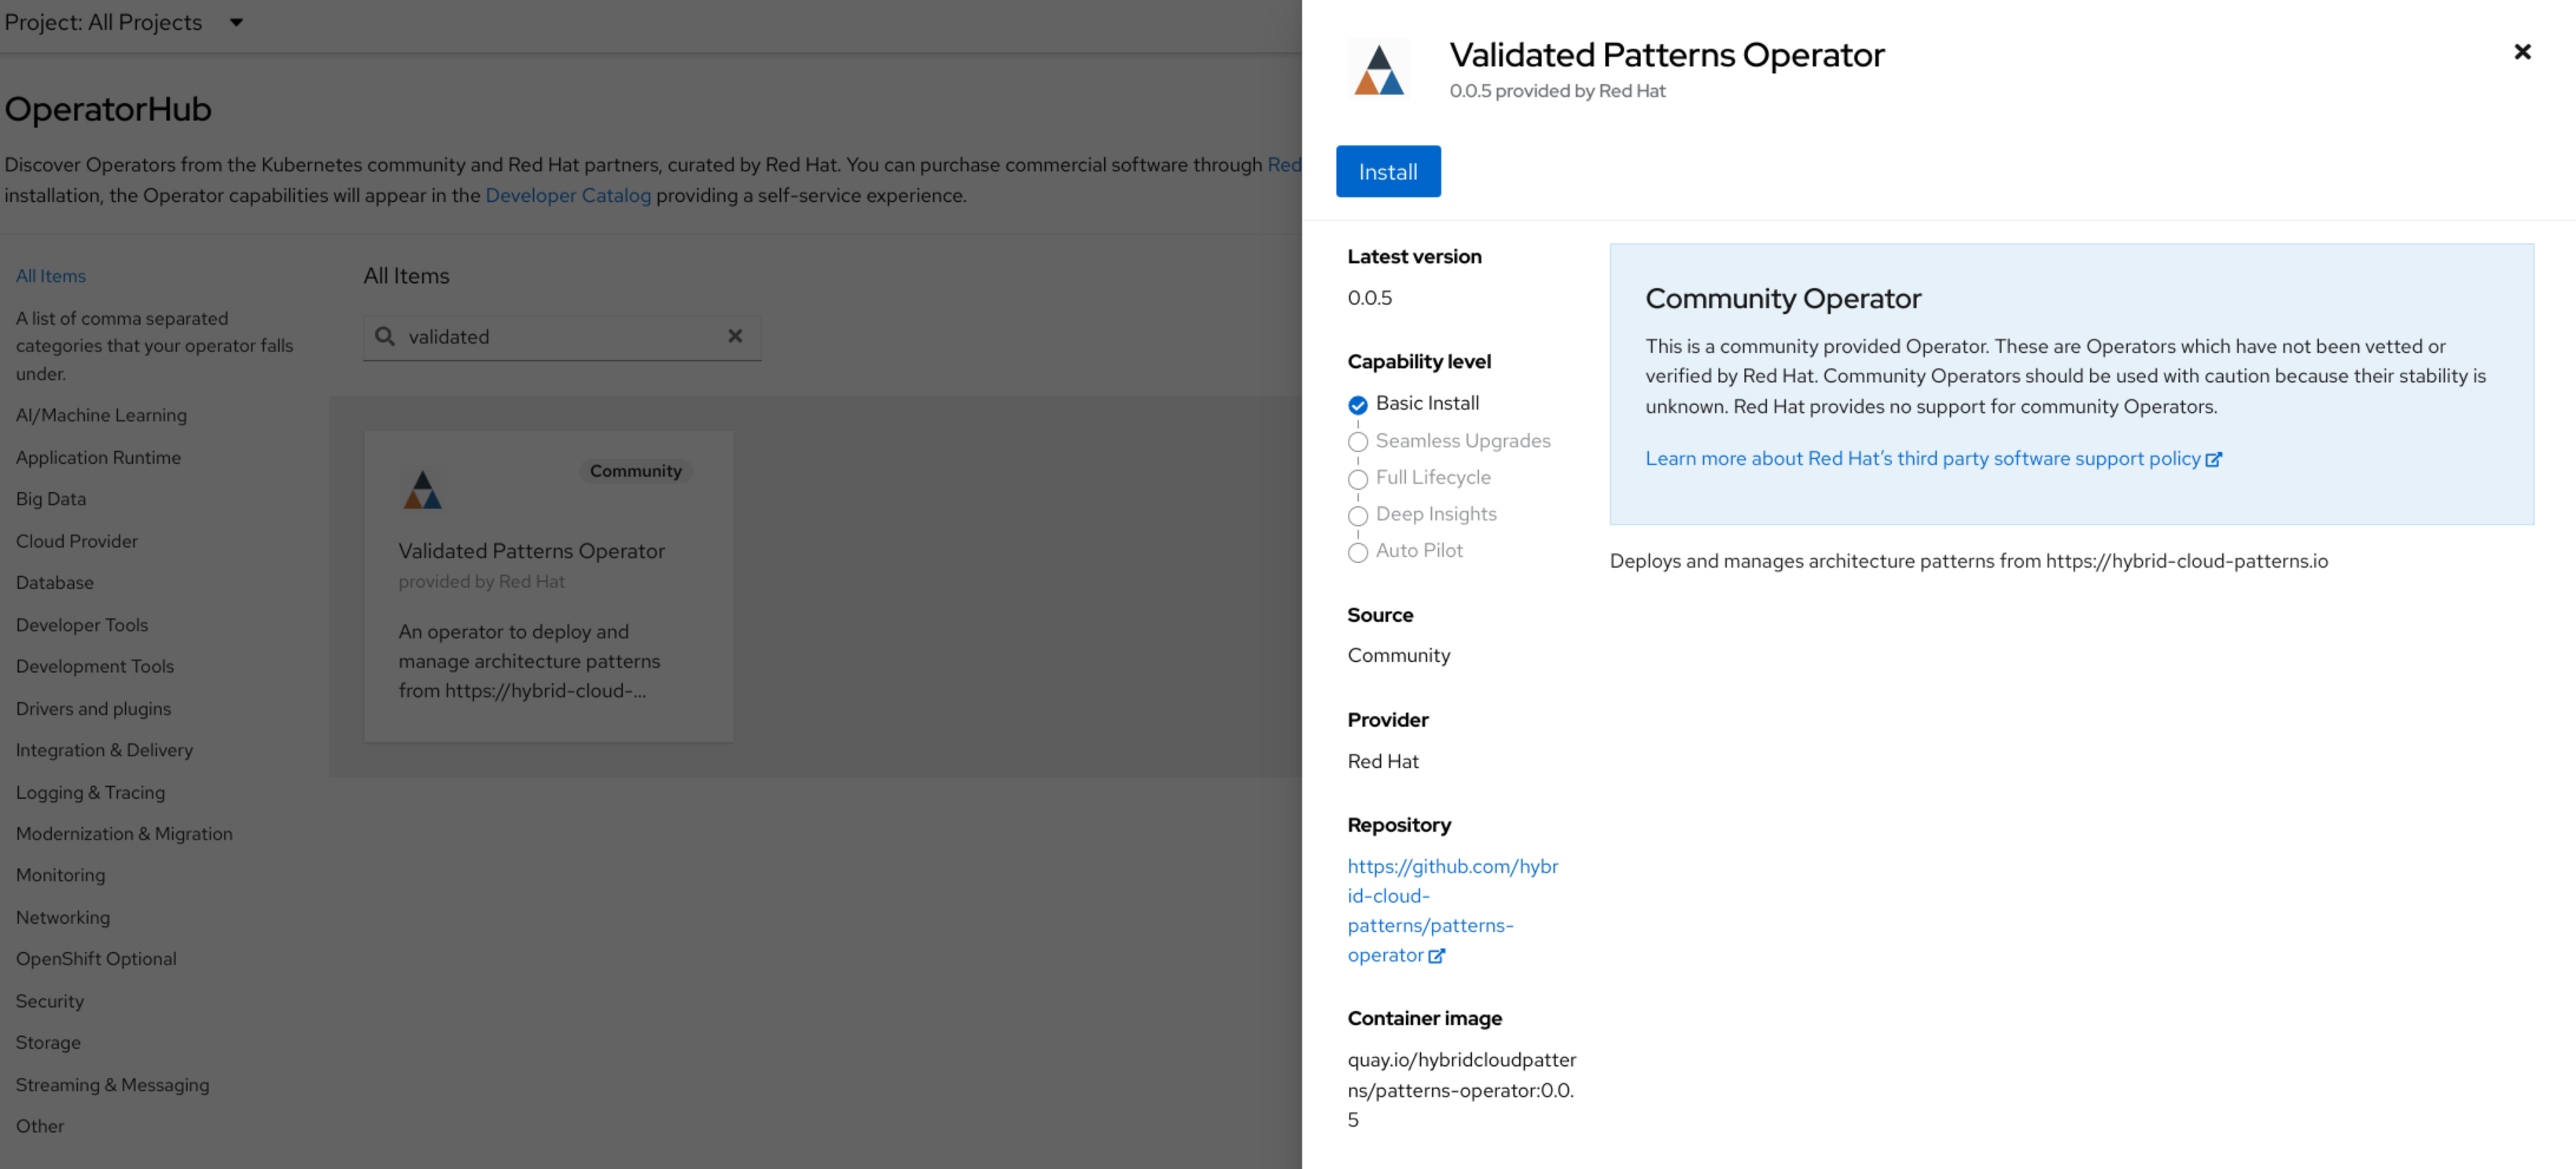 Project: All Projects
OperatorHub
Discover Operators from the Kubernetes community and Red Hat partners, curated by Red Hat. You can purchase commercial software through Red
installation, the Operator capabilities will appear in the Developer Catalog providing a self-service experience.
All Items
A list of comma separated
categories that your operator falls
under.
AI/Machine Learning
Application Runtime
Big Data
Cloud Provider
Database
Developer Tools
Development Tools
Drivers and plugins
Integration & Delivery
Logging & Tracing
Modernization & Migration
Monitoring
Networking
OpenShift Optional
Security
Storage
Streaming & Messaging
Other
All Items
validated
Community
Validated Patterns Operator
provided by Red Hat
An operator to deploy and
manage architecture patterns
from https://hybrid-cloud-...
Validated Patterns Operator
0.0.5 provided by Red Hat
Install
Latest version
0.0.5
Capability level
Basic Install
Seamless Upgrades
Full Lifecycle
Deep Insights
Auto Pilot
Source
Community
Provider
Red Hat
Repository
https://github.com/hybr
id-cloud-
patterns/patterns-
operator
Container image
quay.io/hybridcloudpatter
ns/patterns-operator:0.0.
5
Community Operator
This is a community provided Operator. These are Operators which have not been vetted or
verified by Red Hat. Community Operators should be used with caution because their stability is
unknown. Red Hat provides no support for community Operators.
Learn more about Red Hat's third party software support policy
Deploys and manages architecture patterns from https://hybrid-cloud-patterns.io